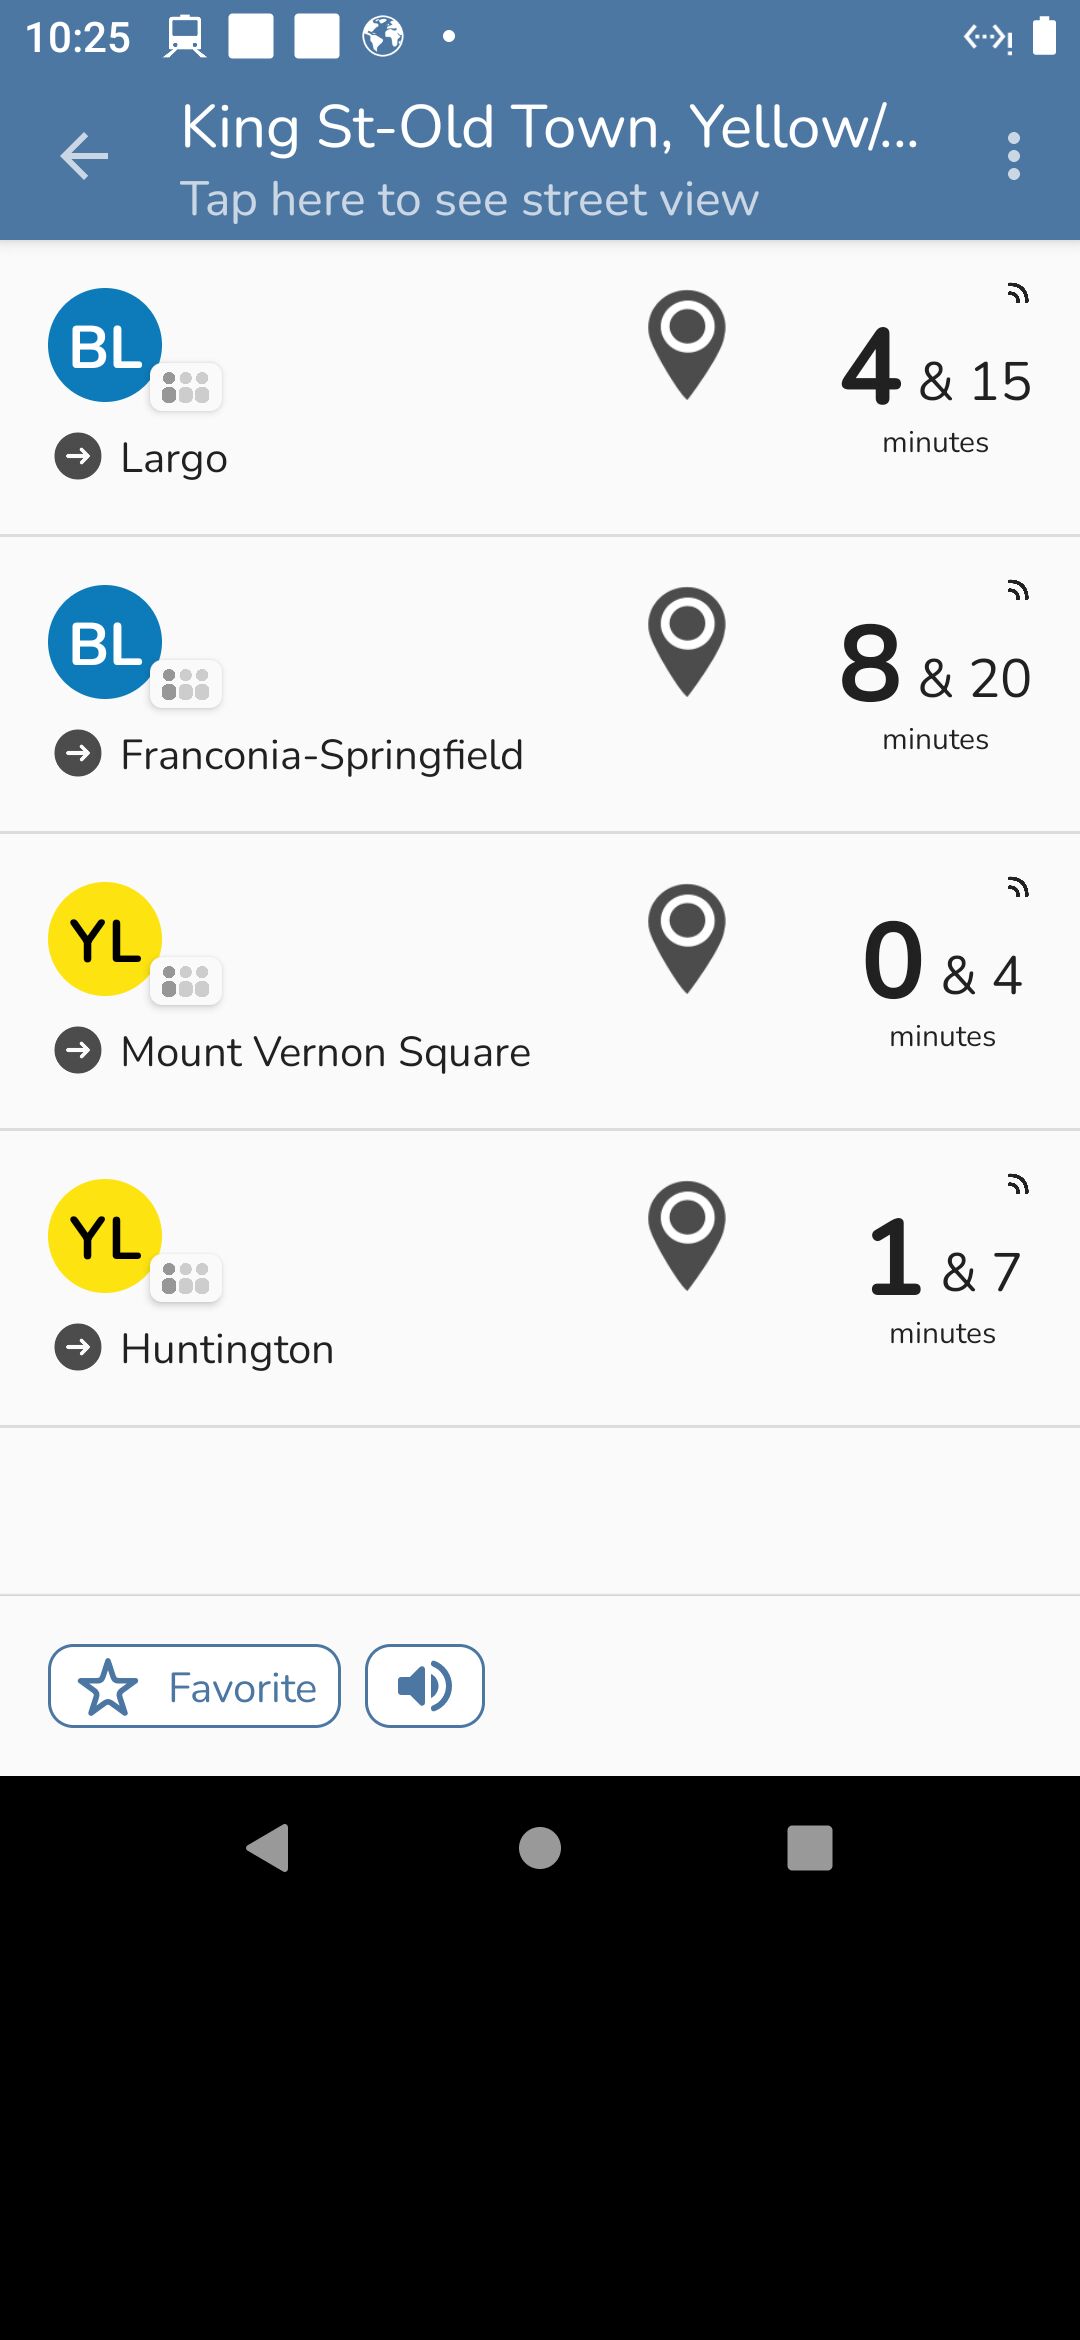 10:25
King St-Old Town, Yellow/...
Tap here to see street view
BL
4 & 15
minutes
Largo
BL
8 & 20
minutes
Franconia-Springfield
YL
0 & 4
minutes
Mount Vernon Square
YL
1 & 7
minutes
Huntington
Favorite